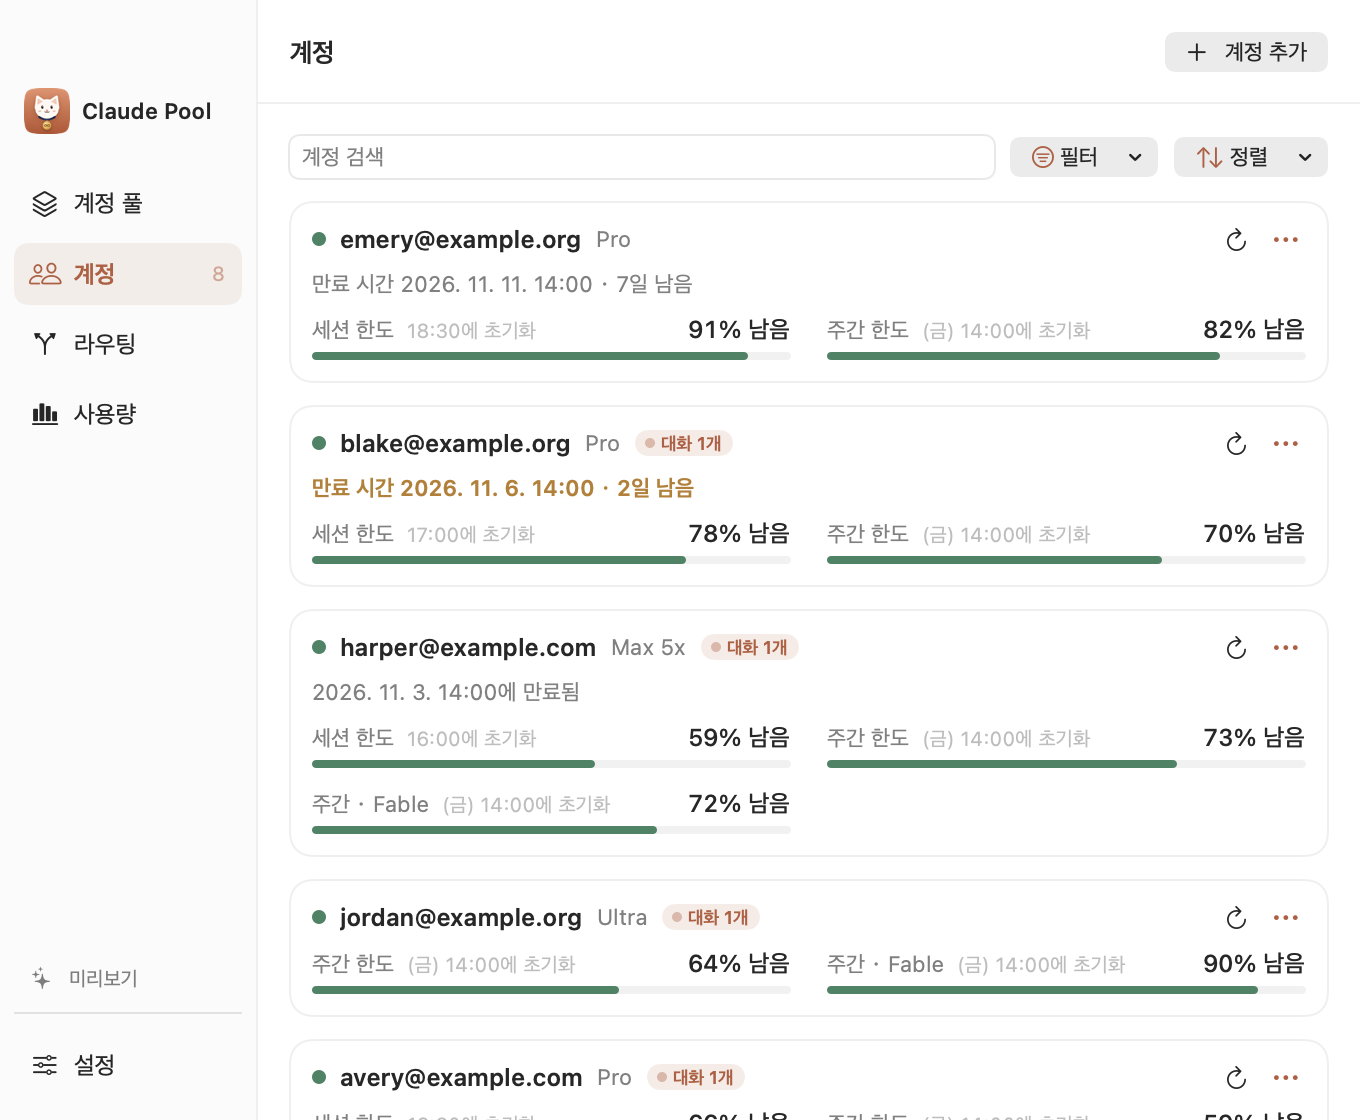 Claude Pool
계정 풀
계정 8
라우팅
사용량
미리보기
설정
계정
계정 추가
계정 검색
필터
정렬
emery@example.org Pro
만료 시간 2026. 11. 11. 14:00 · 7일 남음
세션 한도 18:30에 초기화 91% 남음
주간 한도 (금) 14:00에 초기화 82% 남음
blake@example.org Pro 대화 1개
만료 시간 2026. 11. 6. 14:00 · 2일 남음
세션 한도 17:00에 초기화 78% 남음
주간 한도 (금) 14:00에 초기화 70% 남음
harper@example.com Max 5x 대화 1개
2026. 11. 3. 14:00에 만료됨
세션 한도 16:00에 초기화 59% 남음
주간 한도 (금) 14:00에 초기화 73% 남음
주간 · Fable (금) 14:00에 초기화 72% 남음
jordan@example.org Ultra 대화 1개
주간 한도 (금) 14:00에 초기화 64% 남음
주간 · Fable (금) 14:00에 초기화 90% 남음
avery@example.com Pro 대화 1개